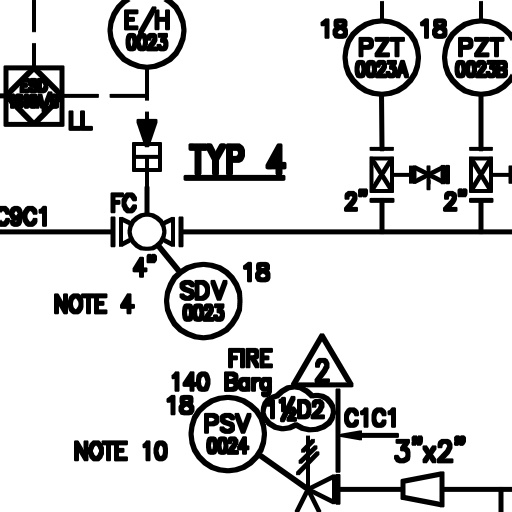 E/H
0023
18
PZT
0023A
18
PZT
0023B
LL
TYP 4
FC
2"
2"
C9C1
4"
18
SDV
0023
NOTE 4
FIRE
140 Barg
2
18
1½D2
C1C1
PSV
0024
3"x2"
NOTE 10